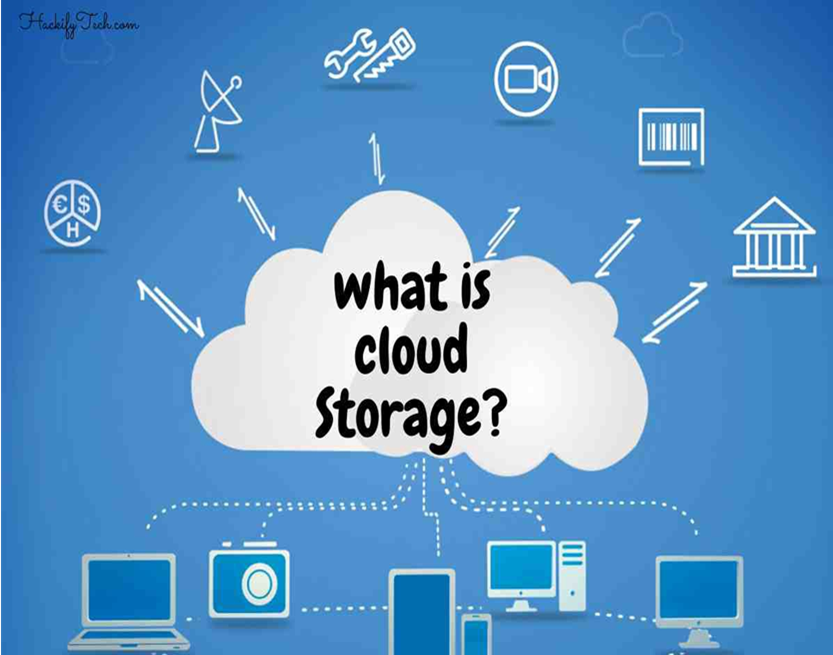 HackifyTech.com
€ $
H
what is
cloud
Storage?